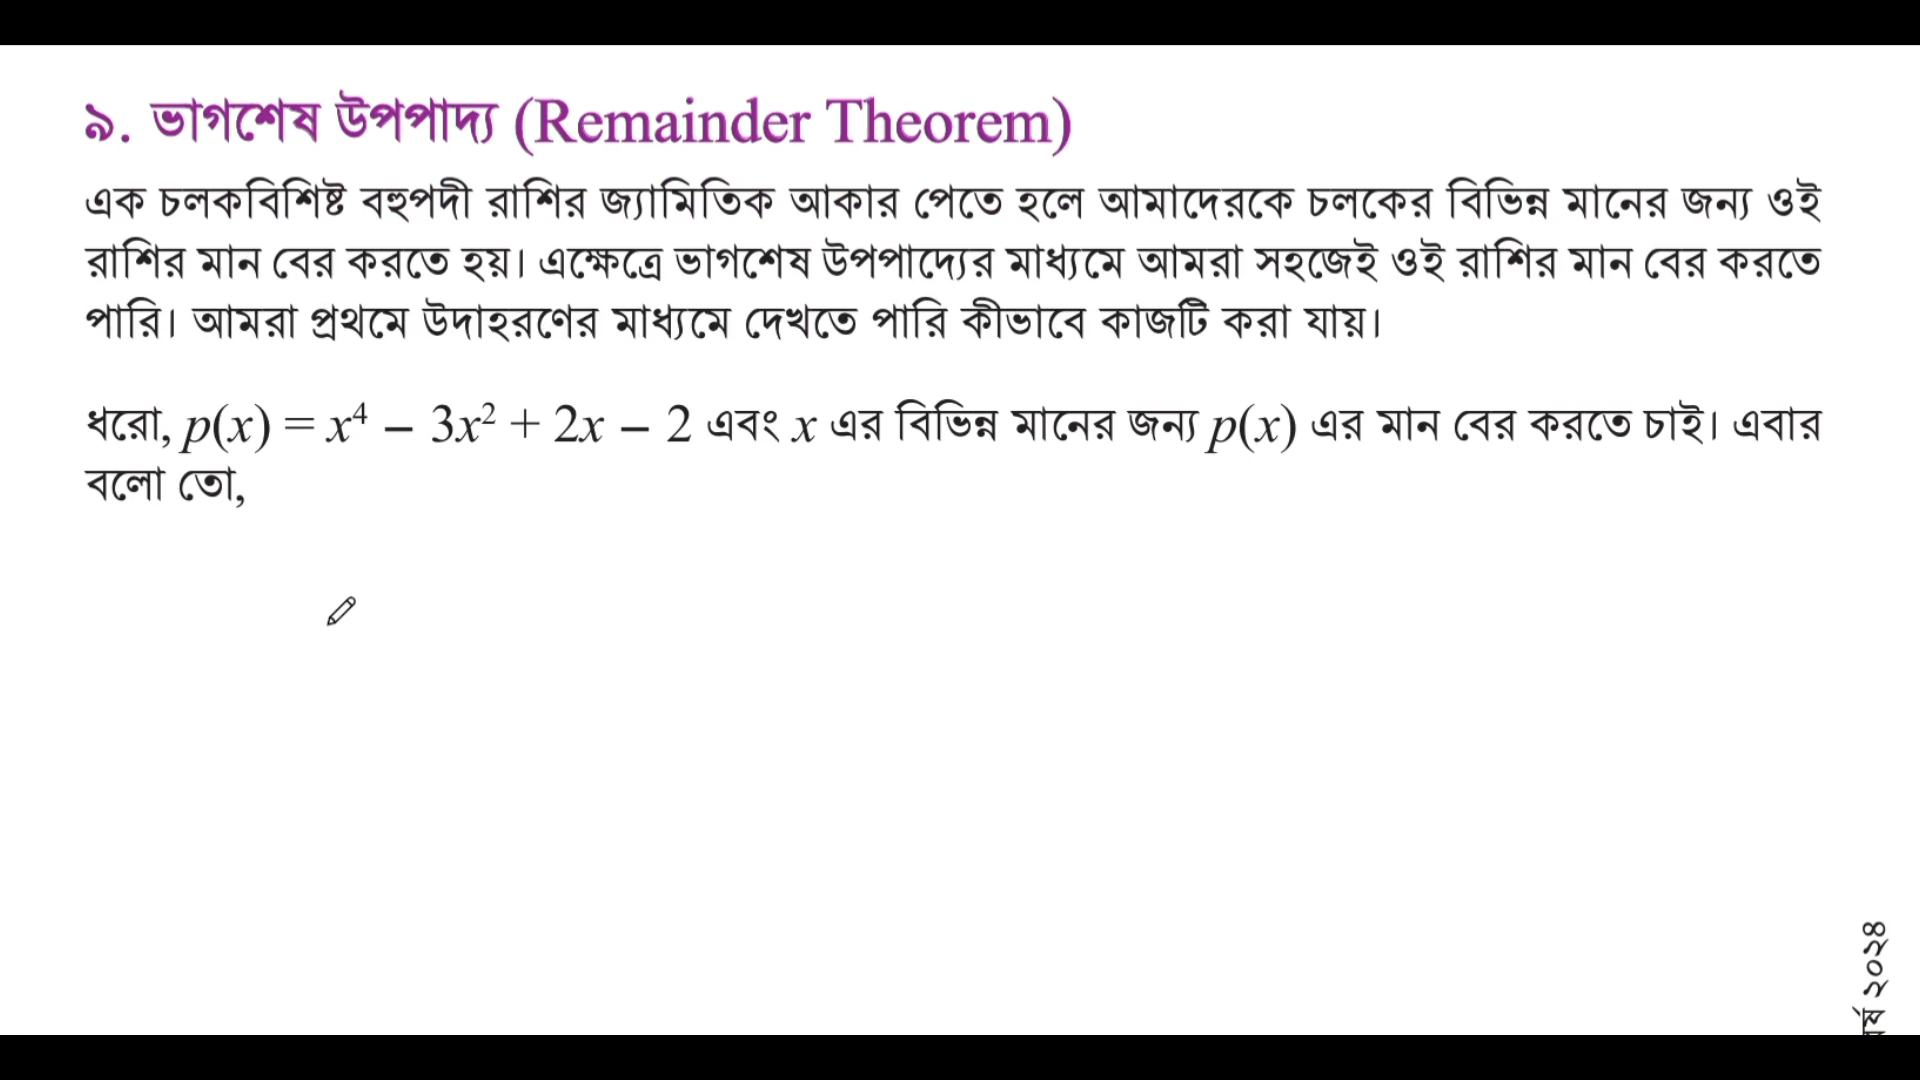 ৯. ভাগশেষ উপপাদ্য (Remainder Theorem)
এক চলকবিশিষ্ট বহুপদী রাশির জ্যামিতিক আকার পেতে হলে আমাদেরকে চলকের বিভিন্ন মানের জন্য ওই
রাশির মান বের করতে হয়। এক্ষেত্রে ভাগশেষ উপপাদ্যের মাধ্যমে আমরা সহজেই ওই রাশির মান বের করতে
পারি। আমরা প্রথমে উদাহরণের মাধ্যমে দেখতে পারি কীভাবে কাজটি করা যায়।
ধরো, p(x) = x⁴ – 3x² + 2x – 2 এবং x এর বিভিন্ন মানের জন্য p(x) এর মান বের করতে চাই। এবার
বলো তো,
২০২৪